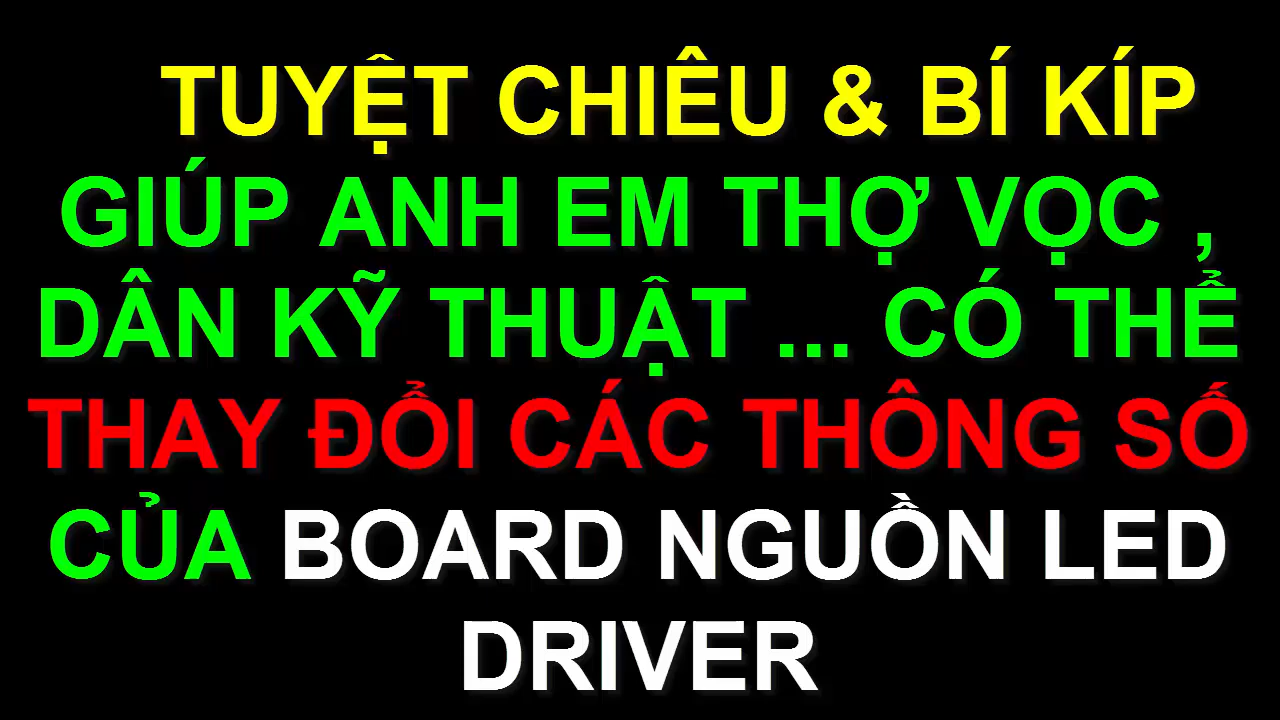 TUYỆT CHIÊU & BÍ KÍP
GIÚP ANH EM THỢ VỌC ,
DÂN KỸ THUẬT ... CÓ THỂ
THAY ĐỔI CÁC THÔNG SỐ
CỦA BOARD NGUỒN LED
DRIVER